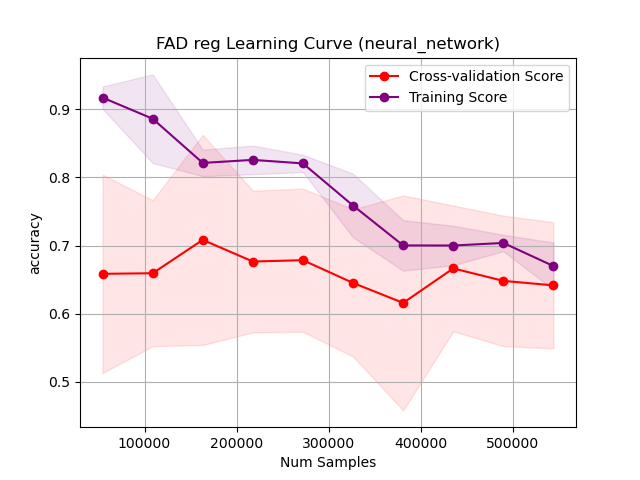 FAD reg Learning Curve (neural_network)
Cross-validation Score
Training Score
0.9
0.8
0.7
0.6
0.5
accuracy
100000 200000 300000 400000 500000
Num Samples